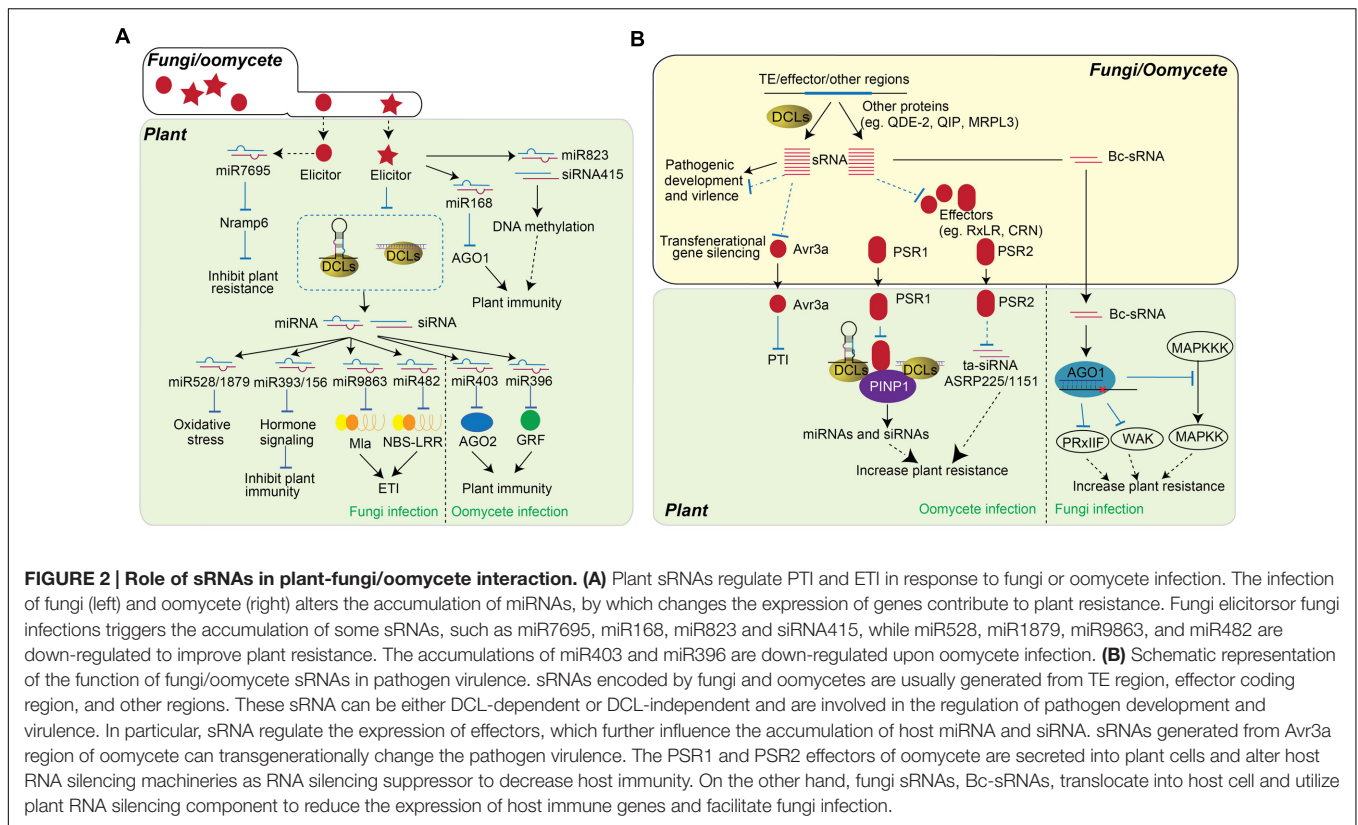 A
Fungi/oomycete
Plant
miR7695
Elicitor
Elicitor
miR823
siRNA415
miR168
Nramp6
DNA methylation
Inhibit plant
resistance
DCLs
DCLs
AGO1
Plant immunity
miRNA
siRNA
miR528/1879
miR393/156
miR9863
miR482
miR403
miR396
Oxidative
stress
Hormone
signaling
Mla
NBS-LRR
AGO2
GRF
Inhibit plant
immunity
ETI
Plant immunity
Fungi infection
Oomycete infection
B
Fungi/Oomycete
TE/effector/other regions
DCLs
Other proteins
(eg. QDE-2, QIP, MRPL3)
Pathogenic
development
and virlence
sRNA
Bc-sRNA
Effectors
(eg. RxLR, CRN)
Transfenerational
gene silencing
Avr3a
PSR1
PSR2
Avr3a
PSR1
PSR2
Bc-sRNA
PTI
DCLs
DCLs
PINP1
ta-siRNA
ASRP225/1151
AGO1
MAPKKK
miRNAs and siRNAs
PRxIIF
WAK
MAPKK
Increase plant resistance
Increase plant resistance
Plant
Oomycete infection
Fungi infection
FIGURE 2 | Role of sRNAs in plant-fungi/oomycete interaction. (A) Plant sRNAs regulate PTI and ETI in response to fungi or oomycete infection. The infection
of fungi (left) and oomycete (right) alters the accumulation of miRNAs, by which changes the expression of genes contribute to plant resistance. Fungi elicitorsor fungi
infections triggers the accumulation of some sRNAs, such as miR7695, miR168, miR823 and siRNA415, while miR528, miR1879, miR9863, and miR482 are
down-regulated to improve plant resistance. The accumulations of miR403 and miR396 are down-regulated upon oomycete infection. (B) Schematic representation
of the function of fungi/oomycete sRNAs in pathogen virulence. sRNAs encoded by fungi and oomycetes are usually generated from TE region, effector coding
region, and other regions. These sRNA can be either DCL-dependent or DCL-independent and are involved in the regulation of pathogen development and
virulence. In particular, sRNA regulate the expression of effectors, which further influence the accumulation of host miRNA and siRNA. sRNAs generated from Avr3a
region of oomycete can transgenerationally change the pathogen virulence. The PSR1 and PSR2 effectors of oomycete are secreted into plant cells and alter host
RNA silencing machineries as RNA silencing suppressor to decrease host immunity. On the other hand, fungi sRNAs, Bc-sRNAs, translocate into host cell and utilize
plant RNA silencing component to reduce the expression of host immune genes and facilitate fungi infection.